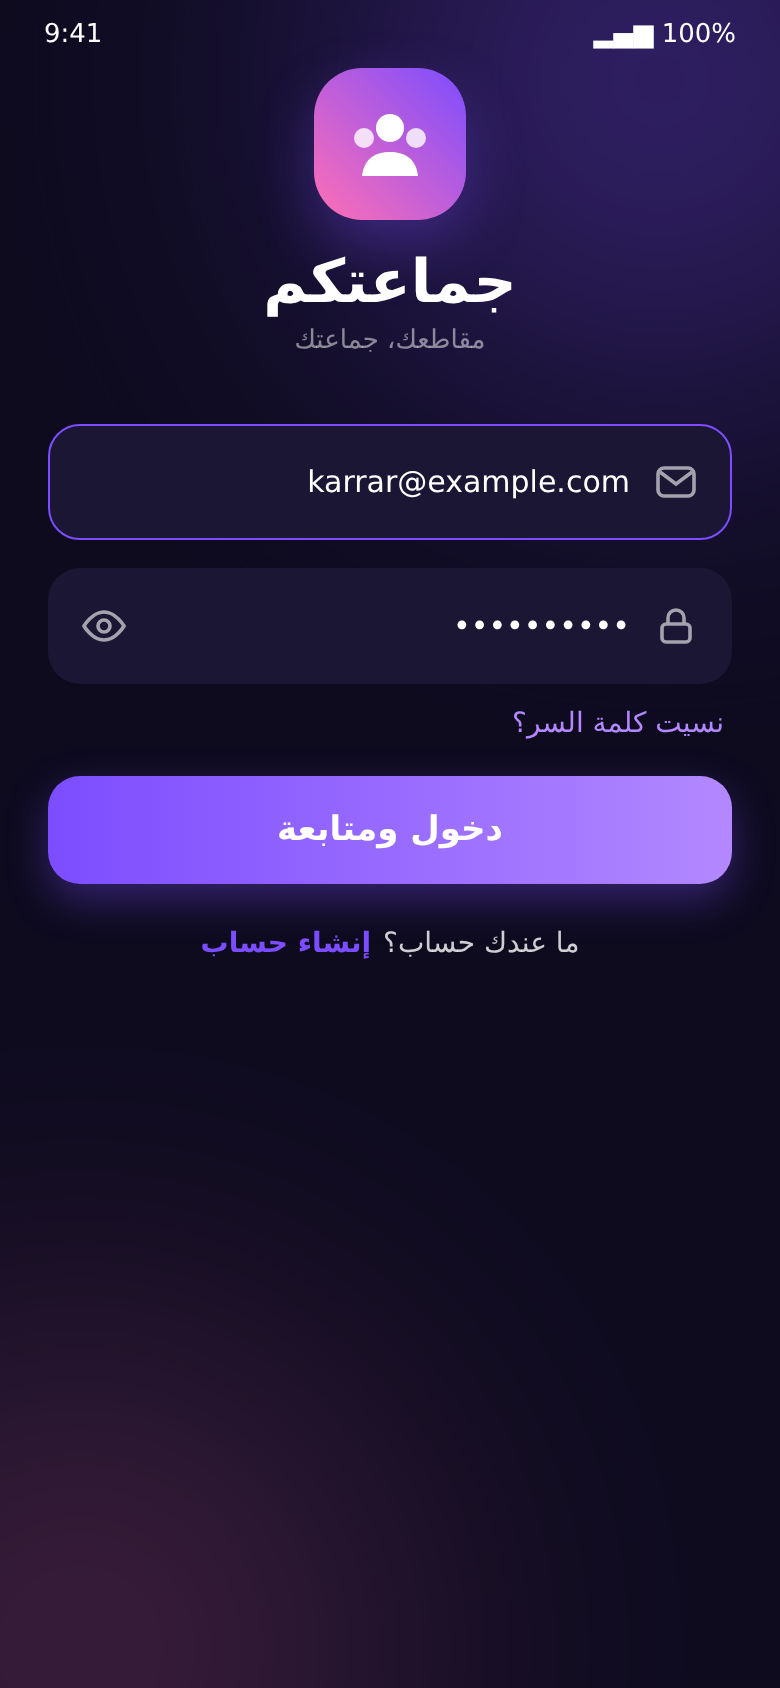 9:41
100%
جماعتكم
مقاطعك، جماعتك
karrar@example.com
••••••••••
نسيت كلمة السر؟
دخول ومتابعة
ما عندك حساب؟ إنشاء حساب